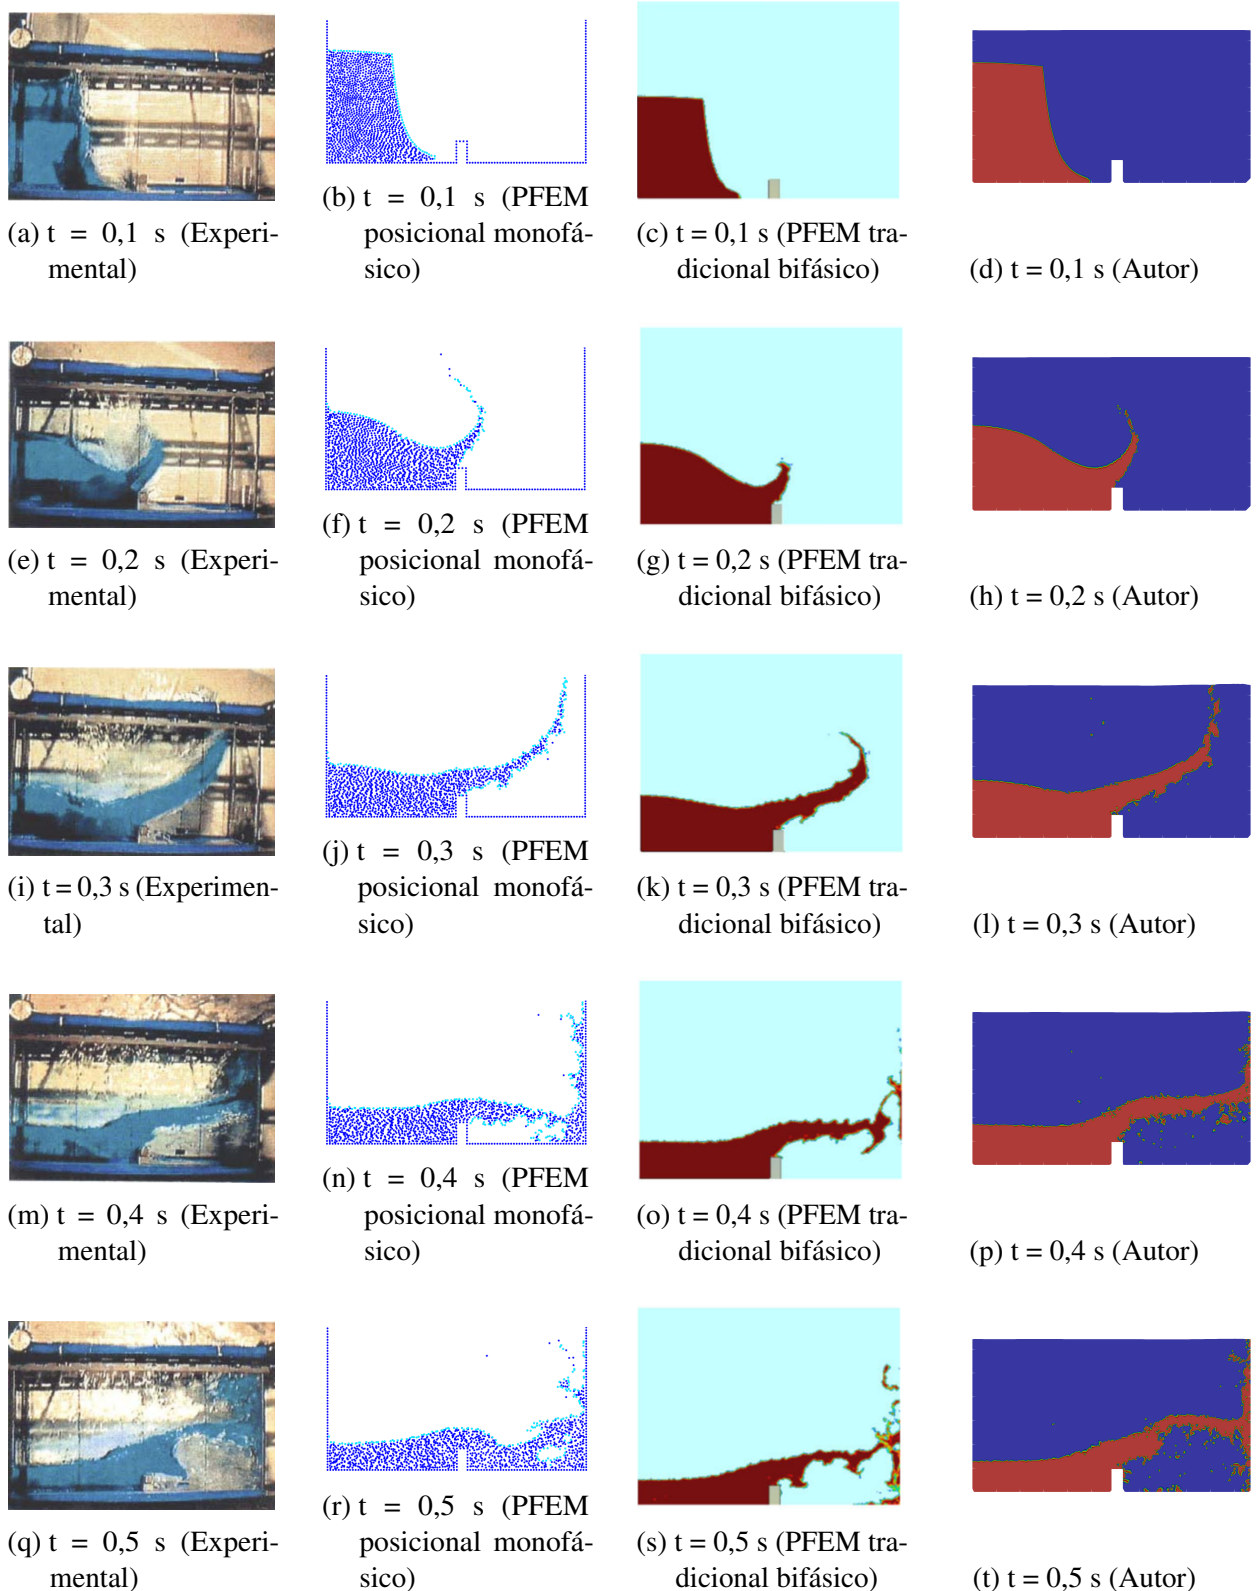 (a) t = 0,1 s (Experi-
mental)
(b) t = 0,1 s (PFEM
posicional monofá-
sico)
(c) t = 0,1 s (PFEM tra-
dicional bifásico)
(d) t = 0,1 s (Autor)
(e) t = 0,2 s (Experi-
mental)
(f) t = 0,2 s (PFEM
posicional monofá-
sico)
(g) t = 0,2 s (PFEM tra-
dicional bifásico)
(h) t = 0,2 s (Autor)
(i) t = 0,3 s (Experimen-
tal)
(j) t = 0,3 s (PFEM
posicional monofá-
sico)
(k) t = 0,3 s (PFEM tra-
dicional bifásico)
(l) t = 0,3 s (Autor)
(m) t = 0,4 s (Experi-
mental)
(n) t = 0,4 s (PFEM
posicional monofá-
sico)
(o) t = 0,4 s (PFEM tra-
dicional bifásico)
(p) t = 0,4 s (Autor)
(q) t = 0,5 s (Experi-
mental)
(r) t = 0,5 s (PFEM
posicional monofá-
sico)
(s) t = 0,5 s (PFEM tra-
dicional bifásico)
(t) t = 0,5 s (Autor)